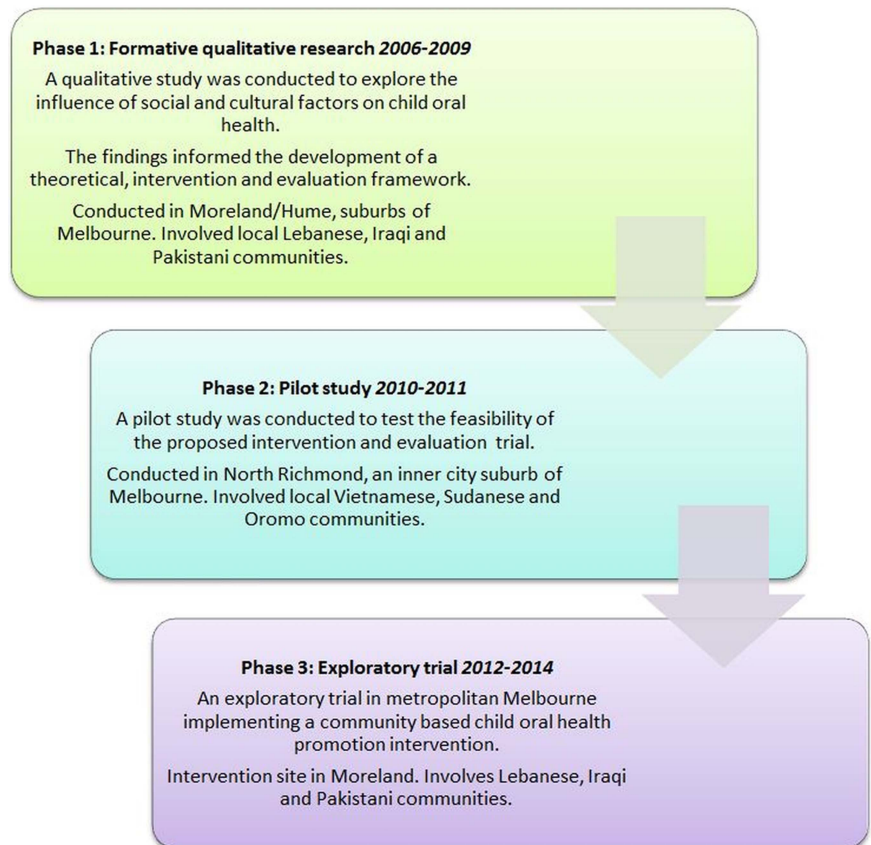 Phase 1: Formative qualitative research 2006-2009
A qualitative study was conducted to explore the
influence of social and cultural factors on child oral
health.
The findings informed the development of a
theoretical, intervention and evaluation framework.
Conducted in Moreland/Hume, suburbs of
Melbourne. Involved local Lebanese, Iraqi and
Pakistani communities.
Phase 2: Pilot study 2010-2011
A pilot study was conducted to test the feasibility of
the proposed intervention and evaluation trial.
Conducted in North Richmond, an inner city suburb of
Melbourne. Involved local Vietnamese, Sudanese and
Oromo communities.
Phase 3: Exploratory trial 2012-2014
An exploratory trial in metropolitan Melbourne
implementing a community based child oral health
promotion intervention.
Intervention site in Moreland. Involves Lebanese, Iraqi
and Pakistani communities.